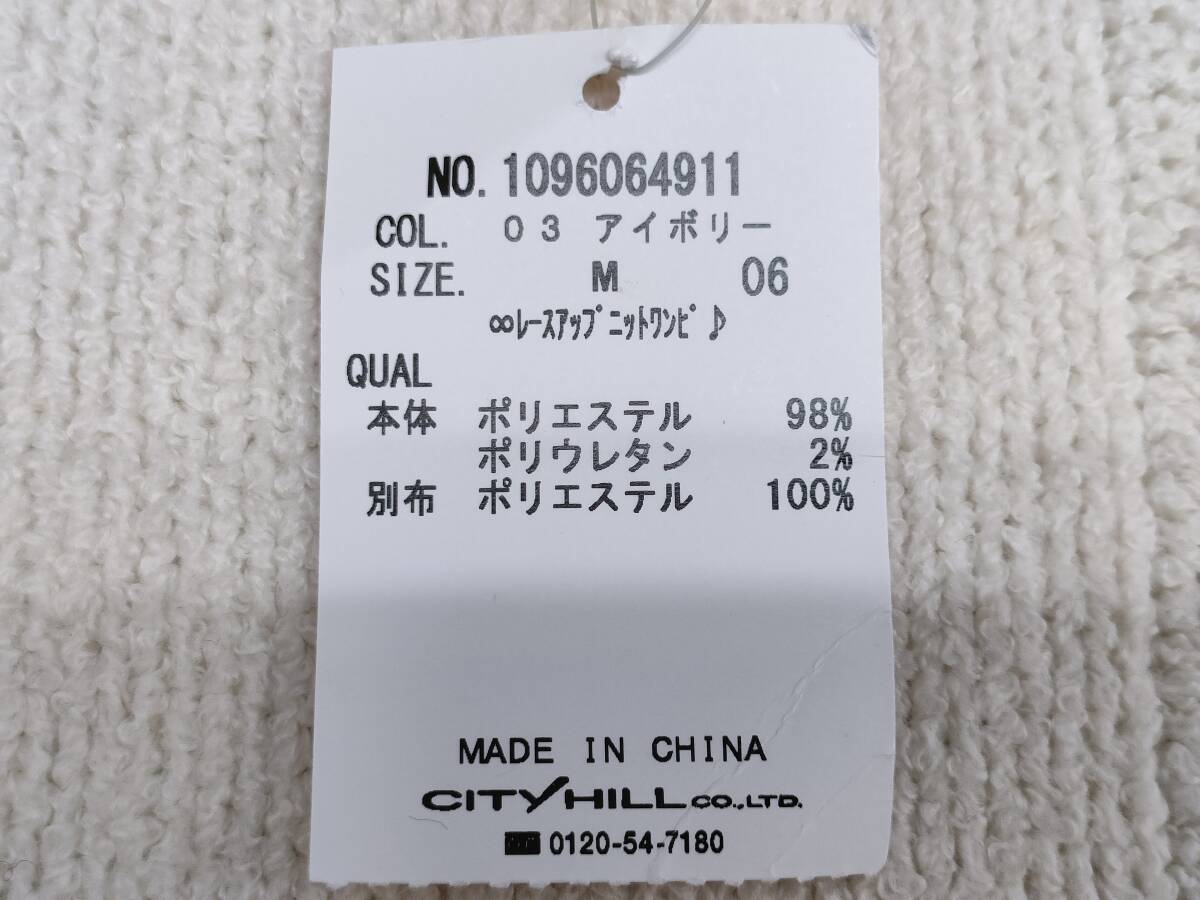 NO. 1096064911
COL. 03 アイボリー
SIZE. M 06
∞ﾚｰｽｱｯﾌﾟﾆｯﾄﾜﾝﾋﾟ♪
QUAL
本体 ポリエステル 98%
ポリウレタン 2%
別布 ポリエステル 100%
MADE IN CHINA
CITY HILL CO.,LTD.
0120-54-7180